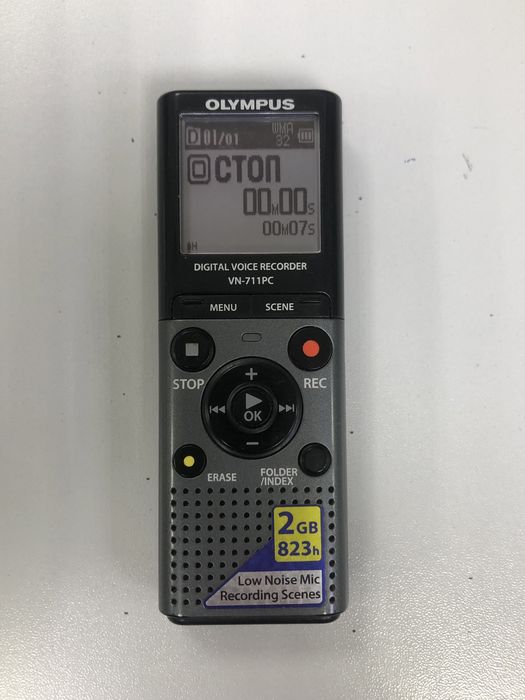 OLYMPUS
D 01/01 WMA 32
СТОП
00M00S
00M07S
H
DIGITAL VOICE RECORDER
VN-711PC
MENU SCENE
STOP REC
+
OK
−
ERASE FOLDER
/INDEX
2GB
823h
Low Noise Mic
Recording Scenes